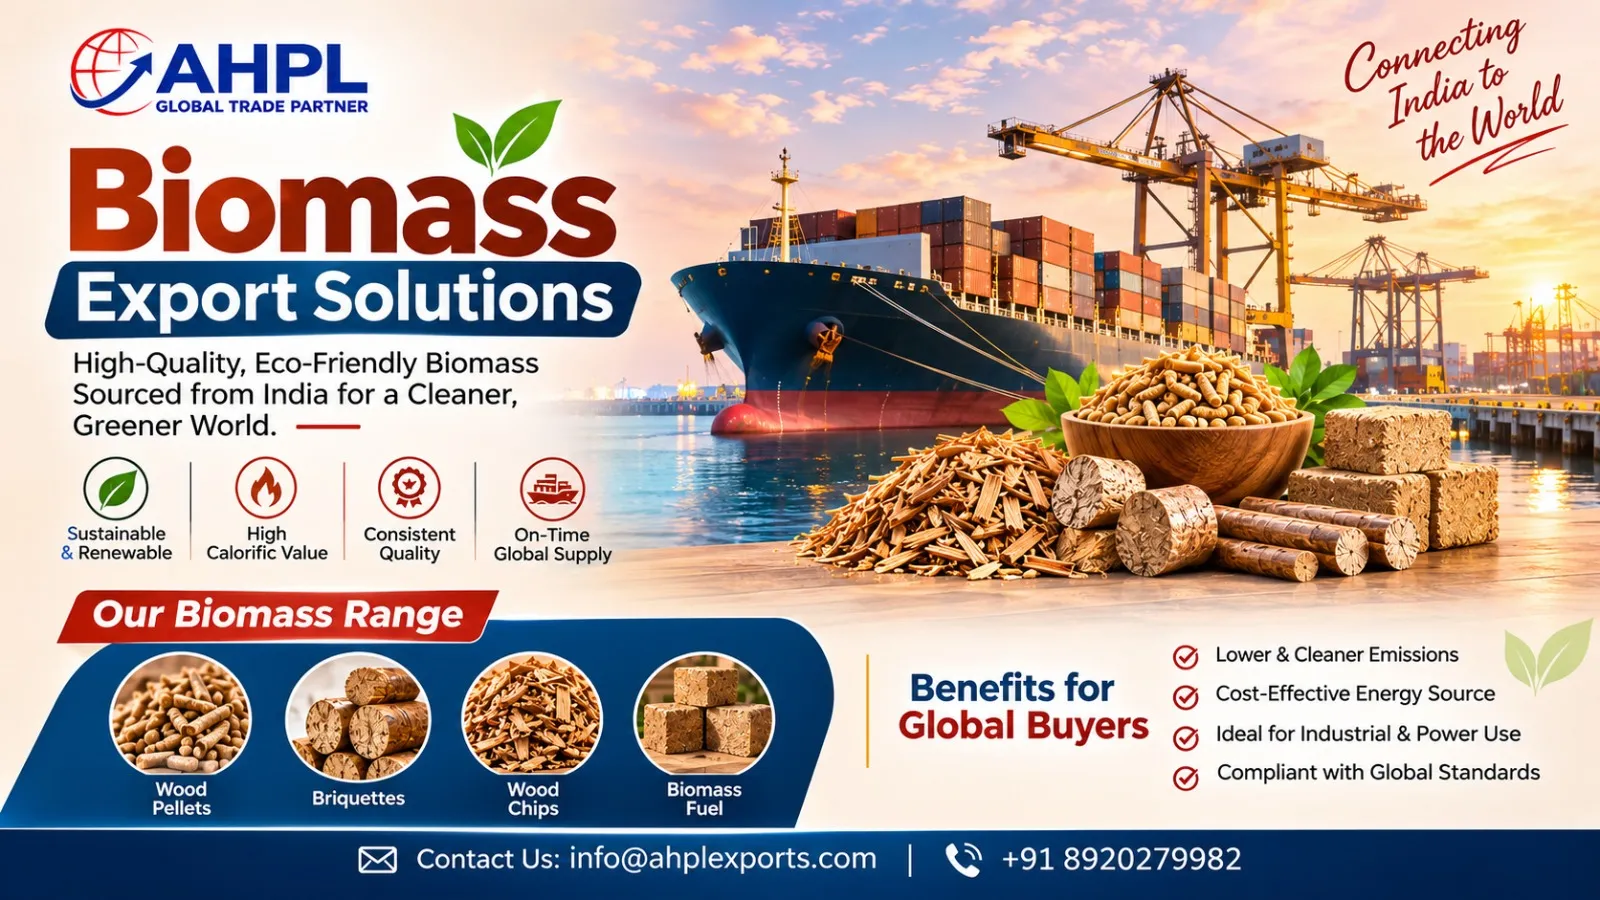 AHPL
GLOBAL TRADE PARTNER
Connecting
India to
the World
Biomass
Export Solutions
High-Quality, Eco-Friendly Biomass
Sourced from India for a Cleaner,
Greener World.
Sustainable
& Renewable
High
Calorific Value
Consistent
Quality
On-Time
Global Supply
Our Biomass Range
Wood
Pellets
Briquettes
Wood
Chips
Biomass
Fuel
Benefits for
Global Buyers
Lower & Cleaner Emissions
Cost-Effective Energy Source
Ideal for Industrial & Power Use
Compliant with Global Standards
Contact Us: info@ahplexports.com | +91 8920279982